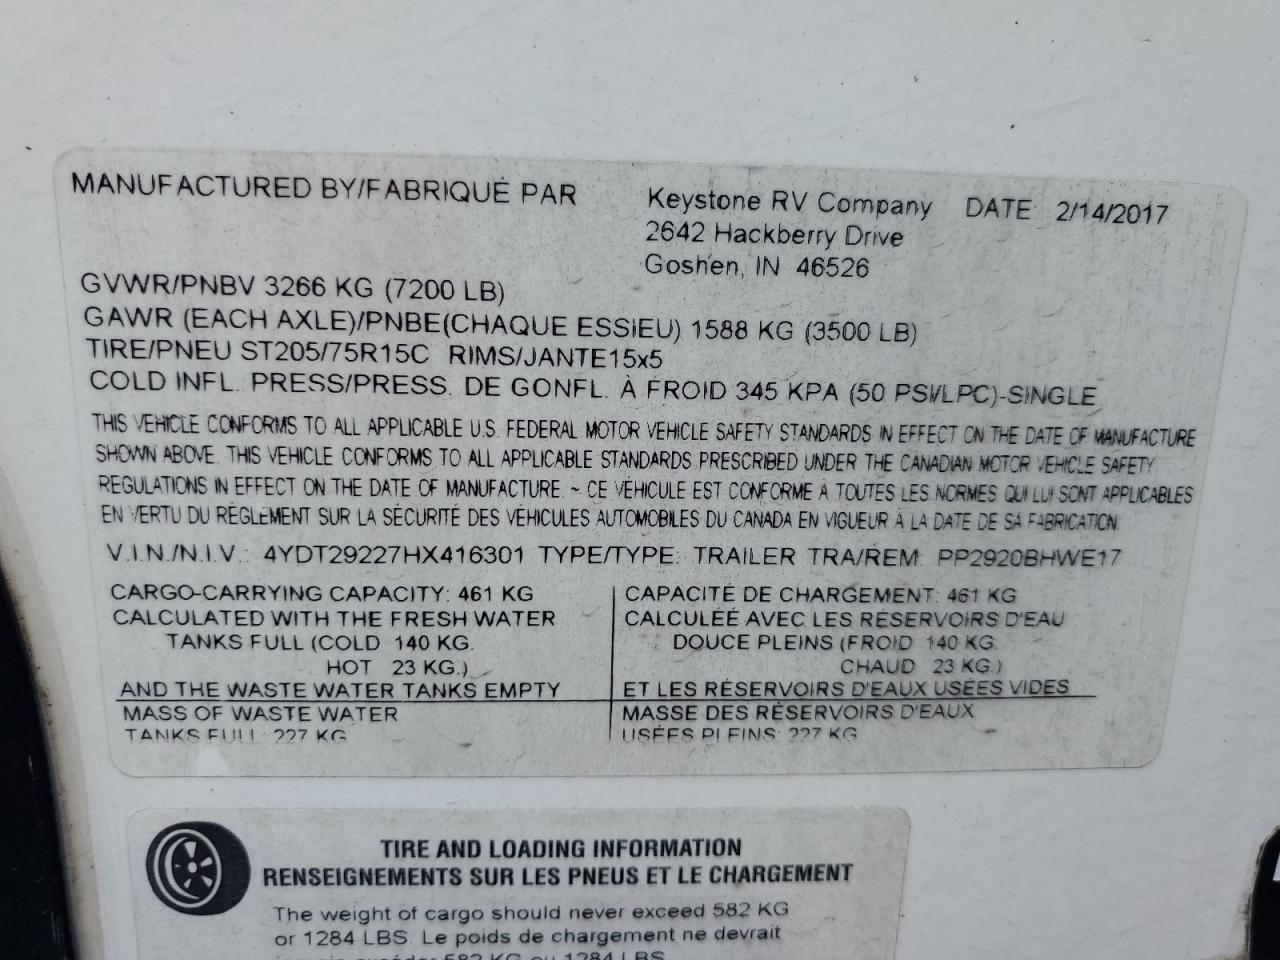 MANUFACTURED BY/FABRIQUÉ PAR Keystone RV Company DATE 2/14/2017
2642 Hackberry Drive
Goshen, IN 46526
GVWR/PNBV 3266 KG (7200 LB)
GAWR (EACH AXLE)/PNBE(CHAQUE ESSIEU) 1588 KG (3500 LB)
TIRE/PNEU ST205/75R15C RIMS/JANTE15x5
COLD INFL. PRESS/PRESS. DE GONFL. À FROID 345 KPA (50 PSI/LPC)-SINGLE
THIS VEHICLE CONFORMS TO ALL APPLICABLE U.S. FEDERAL MOTOR VEHICLE SAFETY STANDARDS IN EFFECT ON THE DATE OF MANUFACTURE
SHOWN ABOVE. THIS VEHICLE CONFORMS TO ALL APPLICABLE STANDARDS PRESCRIBED UNDER THE CANADIAN MOTOR VEHICLE SAFETY
REGULATIONS IN EFFECT ON THE DATE OF MANUFACTURE. ~ CE VÉHICULE EST CONFORME À TOUTES LES NORMES QUI LUI SONT APPLICABLES
EN VERTU DU RÈGLEMENT SUR LA SÉCURITÉ DES VÉHICULES AUTOMOBILES DU CANADA EN VIGUEUR À LA DATE DE SA FABRICATION
V.I.N./N.I.V.: 4YDT29227HX416301 TYPE/TYPE: TRAILER TRA/REM: PP2920BHWE17
CARGO-CARRYING CAPACITY: 461 KG
CALCULATED WITH THE FRESH WATER
TANKS FULL (COLD 140 KG.
HOT 23 KG.)
AND THE WASTE WATER TANKS EMPTY
MASS OF WASTE WATER
TANKS FULL: 227 KG
CAPACITÉ DE CHARGEMENT: 461 KG
CALCULÉE AVEC LES RÉSERVOIRS D'EAU
DOUCE PLEINS (FROID 140 KG.
CHAUD 23 KG.)
ET LES RÉSERVOIRS D'EAUX USÉES VIDES
MASSE DES RÉSERVOIRS D'EAUX
USÉES PLEINS: 227 KG
TIRE AND LOADING INFORMATION
RENSEIGNEMENTS SUR LES PNEUS ET LE CHARGEMENT
The weight of cargo should never exceed 582 KG
or 1284 LBS. Le poids de chargement ne devrait
jamais excéder 582 KG ou 1284 LBS.